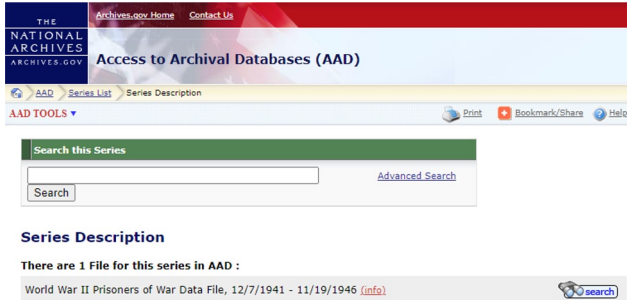 THE
NATIONAL
ARCHIVES
ARCHIVES.GOV
Archives.gov Home Contact Us
Access to Archival Databases (AAD)
AAD Series List Series Description
AAD TOOLS ▼ Print Bookmark/Share Help
Search this Series
Advanced Search
Search
Series Description
There are 1 File for this series in AAD :
World War II Prisoners of War Data File, 12/7/1941 - 11/19/1946 (info) search